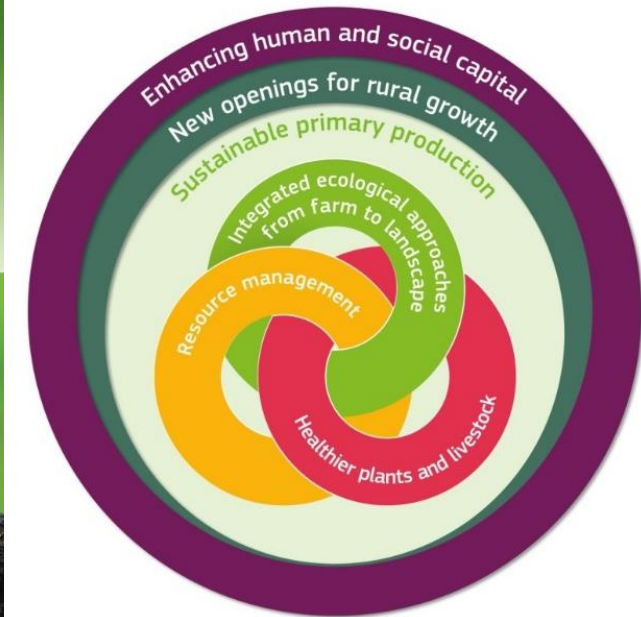 Enhancing human and social capital
New openings for rural growth
Sustainable primary production
Integrated ecological approaches
from farm to landscape
Resource management
Healthier plants and livestock